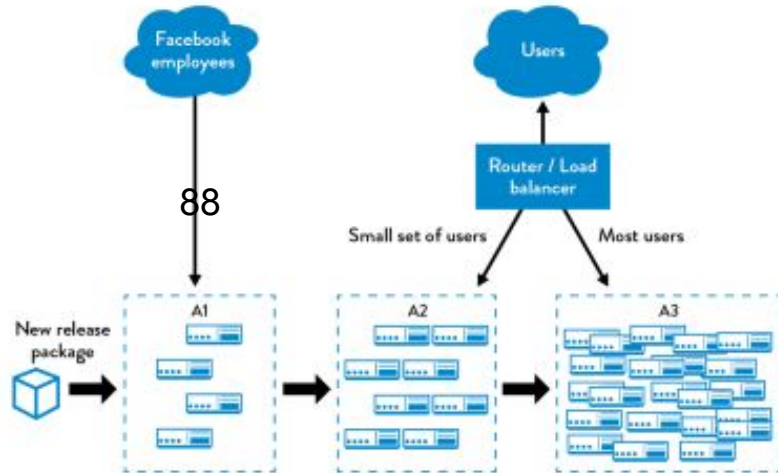 Facebook
employees
Users
Router / Load
balancer
88
Small set of users
Most users
New release
package
A1
A2
A3